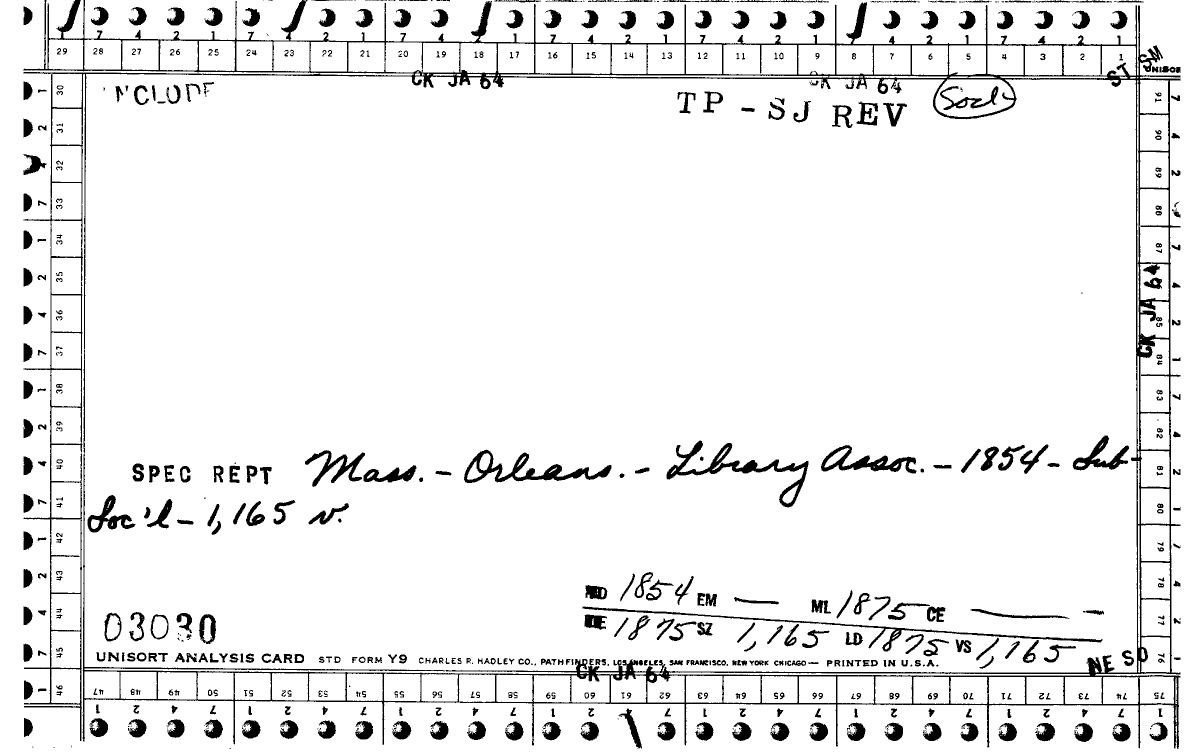 7 4 2 1 7 4 2 1 7 4 2 1 7 4 2 1 7 4 2 1 7 4 2 1 7 4 2 1
29 28 27 26 25 24 23 22 21 20 19 18 17 16 15 14 13 12 11 10 9 8 7 6 5 4 3 2 1
CK JA 64 CK JA 64 ST SM
UNISORT
TP - SJ REV Socl
SPEC REPT Mass. - Orleans. - Library Assoc. - 1854 - Sub-
Soc'l - 1,165 v.
1854 EM — ML 1875 CE —
1875 SZ 1,165 LD 1875 VS 1,165
03030
UNISORT ANALYSIS CARD STD FORM Y9 CHARLES R. HADLEY CO., PATHFINDERS, LOS ANGELES, SAN FRANCISCO, NEW YORK CHICAGO — PRINTED IN U.S.A.
NE SO
CK JA 64
46 47 48 49 50 51 52 53 54 55 56 57 58 59 60 61 62 63 64 65 66 67 68 69 70 71 72 73 74 75
1 2 4 7 1 2 4 7 1 2 4 7 1 2 4 7 1 2 4 7 1 2 4 7 1 2 4 7 1
30 31 32 33 34 35 36 37 38 39 40 41 42 43 44 45
91 90 89 88 87 85 84 83 82 81 80 79 78 77 76
CK JA 64